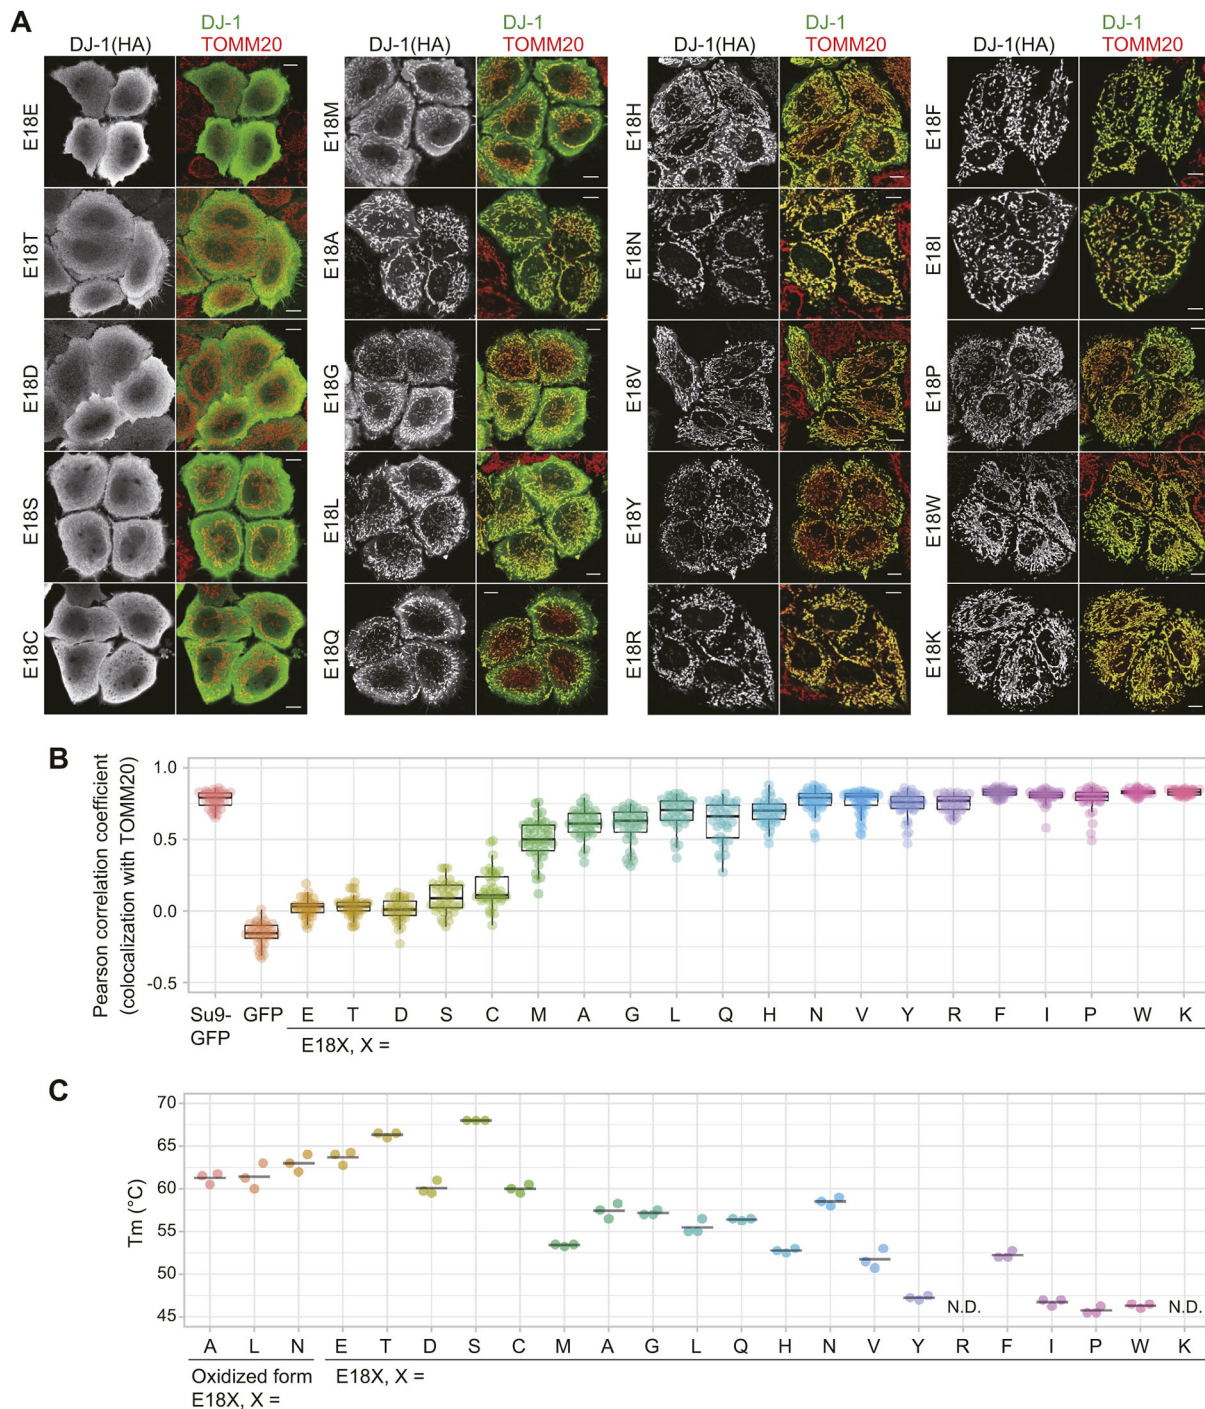 A
DJ-1 DJ-1 DJ-1 DJ-1
DJ-1(HA) TOMM20 DJ-1(HA) TOMM20 DJ-1(HA) TOMM20 DJ-1(HA) TOMM20
E18E E18M E18H E18F
E18T E18A E18N E18I
E18D E18G E18V E18P
E18S E18L E18Y E18W
E18C E18Q E18R E18K
B
Pearson correlation coefficient
(colocalization with TOMM20)
1.0
0.5
0.0
-0.5
Su9-GFP GFP E T D S C M A G L Q H N V Y R F I P W K
E18X, X =
C
Tm (°C)
70
65
60
55
50
45
N.D. N.D.
A L N E T D S C M A G L Q H N V Y R F I P W K
Oxidized form E18X, X =
E18X, X =